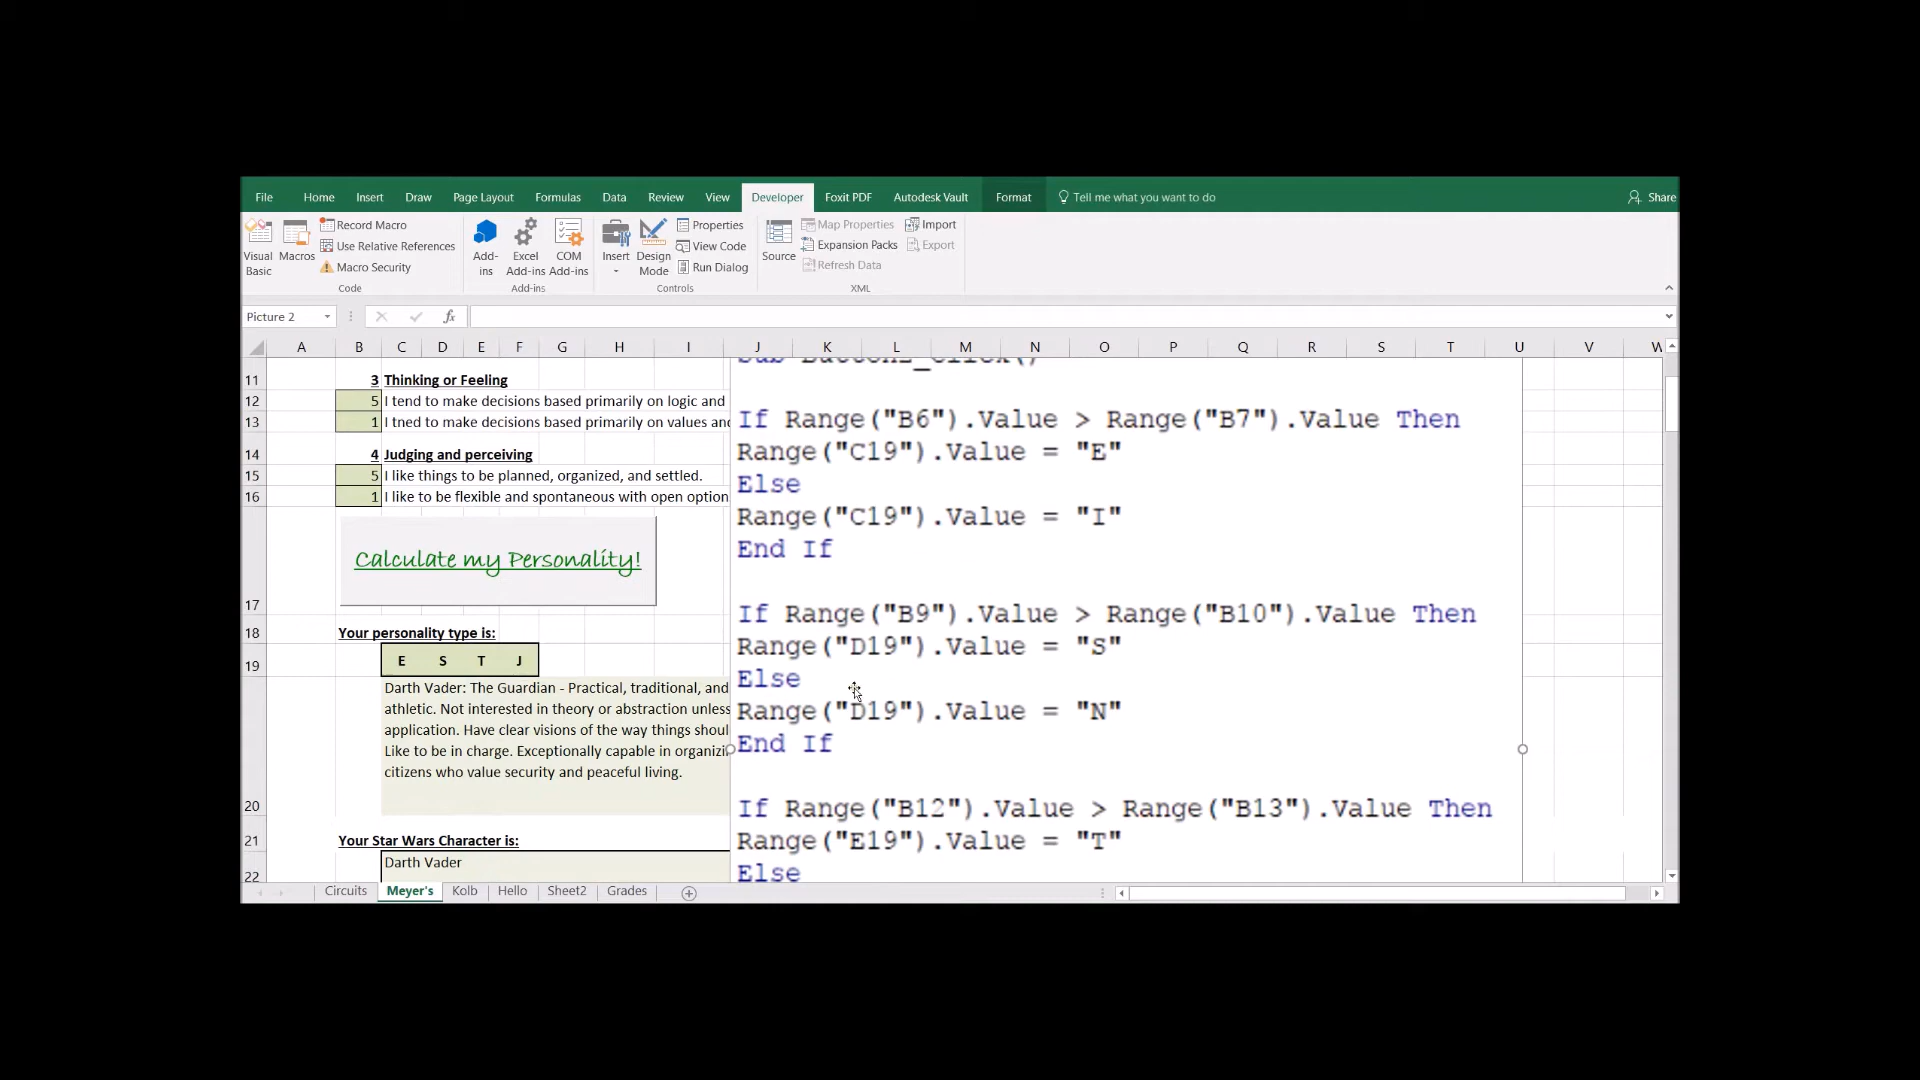 File Home Insert Draw Page Layout Formulas Data Review View Developer Foxit PDF Autodesk Vault Format Tell me what you want to do Share
Visual Basic
Macros
Record Macro
Use Relative References
Macro Security
Code
Add-ins
Excel Add-ins
COM Add-ins
Add-ins
Insert
Design Mode
Properties
View Code
Run Dialog
Controls
Source
Map Properties
Expansion Packs
Refresh Data
Import
Export
XML
Picture 2
fx
A B C D E F G H I J K L M N O P Q R S T U V W
11 3 Thinking or Feeling
12 5 I tend to make decisions based primarily on logic and
13 1 I tned to make decisions based primarily on values and
14 4 Judging and perceiving
15 5 I like things to be planned, organized, and settled.
16 1 I like to be flexible and spontaneous with open option
Calculate my Personality!
17
18 Your personality type is:
19 E S T J
Darth Vader: The Guardian - Practical, traditional, and
athletic. Not interested in theory or abstraction unless
application. Have clear visions of the way things shou
Like to be in charge. Exceptionally capable in organizi
citizens who value security and peaceful living.
20
21 Your Star Wars Character is:
22 Darth Vader
Sub Button2_Click()
If Range("B6").Value > Range("B7").Value Then
Range("C19").Value = "E"
Else
Range("C19").Value = "I"
End If
If Range("B9").Value > Range("B10").Value Then
Range("D19").Value = "S"
Else
Range("D19").Value = "N"
End If
If Range("B12").Value > Range("B13").Value Then
Range("E19").Value = "T"
Else
Circuits Meyer's Kolb Hello Sheet2 Grades